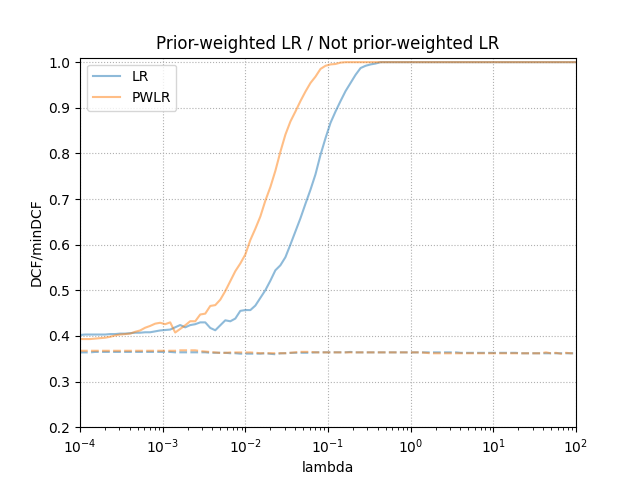 Prior-weighted LR / Not prior-weighted LR
LR
PWLR
DCF/minDCF
1.0
0.9
0.8
0.7
0.6
0.5
0.4
0.3
0.2
10⁻⁴ 10⁻³ 10⁻² 10⁻¹ 10⁰ 10¹ 10²
lambda